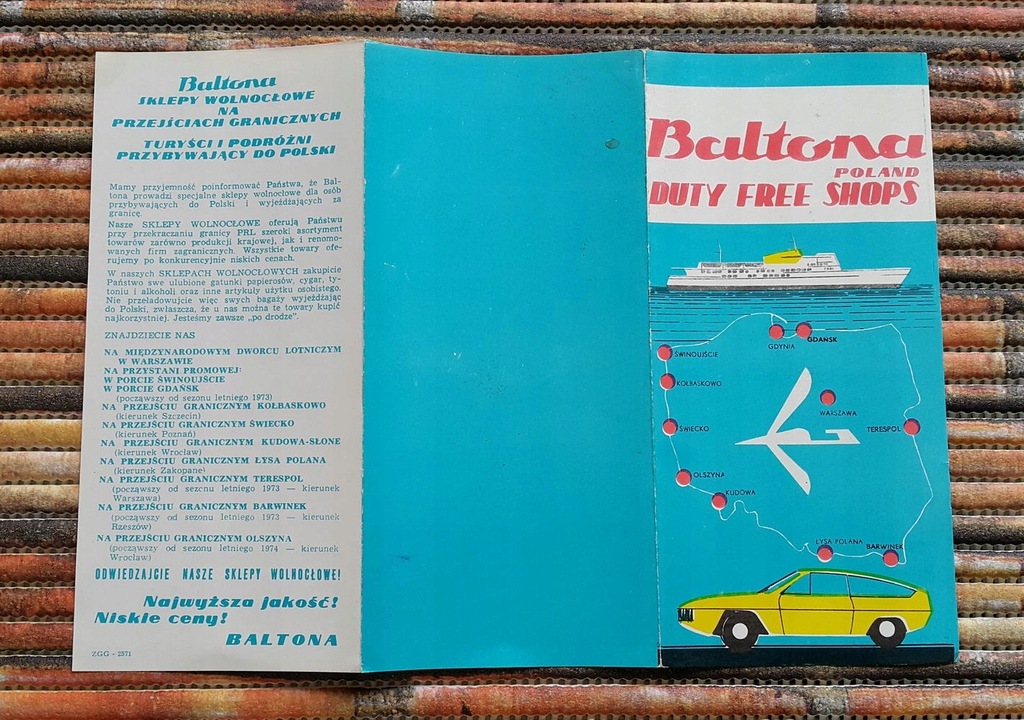 Baltona
SKLEPY WOLNOCŁOWE
NA
PRZEJŚCIACH GRANICZNYCH
TURYŚCI I PODRÓŻNI
PRZYBYWAJĄCY DO POLSKI
Mamy przyjemność poinformować Państwa, że Bal-
tona prowadzi specjalne sklepy wolnocłowe dla osób
przybywających do Polski i wyjeżdżających za
granicę.
Nasze SKLEPY WOLNOCŁOWE oferują Państwu
przy przekraczaniu granicy PRL szeroki asortyment
towarów zarówno produkcji krajowej, jak i renomo-
wanych firm zagranicznych. Wszystkie towary ofe-
rujemy po konkurencyjnie niskich cenach.
W naszych SKLEPACH WOLNOCŁOWYCH zakupicie
Państwo swe ulubione gatunki papierosów, cygar, ty-
toniu i alkoholi oraz inne artykuły użytku osobistego.
Nie przeładowujcie więc swych bagaży wyjeżdżając
do Polski, zwłaszcza, że u nas można te towary kupić
najkorzystniej. Jesteśmy zawsze „po drodze".
ZNAJDZIECIE NAS
NA MIĘDZYNARODOWYM DWORCU LOTNICZYM
W WARSZAWIE
NA PRZYSTANI PROMOWEJ:
W PORCIE ŚWINOUJŚCIE
W PORCIE GDAŃSK
(począwszy od sezonu letniego 1973)
NA PRZEJŚCIU GRANICZNYM KOŁBASKOWO
(kierunek Szczecin)
NA PRZEJŚCIU GRANICZNYM ŚWIECKO
(kierunek Poznań)
NA PRZEJŚCIU GRANICZNYM KUDOWA-SŁONE
(kierunek Wrocław)
NA PRZEJŚCIU GRANICZNYM ŁYSA POLANA
(kierunek Zakopane)
NA PRZEJŚCIU GRANICZNYM TERESPOL
(począwszy od sezonu letniego 1973 — kierunek
Warszawa)
NA PRZEJŚCIU GRANICZNYM BARWINEK
(począwszy od sezonu letniego 1973 — kierunek
Rzeszów)
NA PRZEJŚCIU GRANICZNYM OLSZYNA
(począwszy od sezonu letniego 1974 — kierunek
Wrocław)
ODWIEDZAJCIE NASZE SKLEPY WOLNOCŁOWE!
Najwyższa jakość!
Niskie ceny!
BALTONA
ZGG - 2571
Baltona
POLAND
DUTY FREE SHOPS
GDYNIA
GDAŃSK
ŚWINOUJŚCIE
KOŁBASKOWO
WARSZAWA
ŚWIECKO
TERESPOL
OLSZYNA
KUDOWA
ŁYSA POLANA
BARWINEK